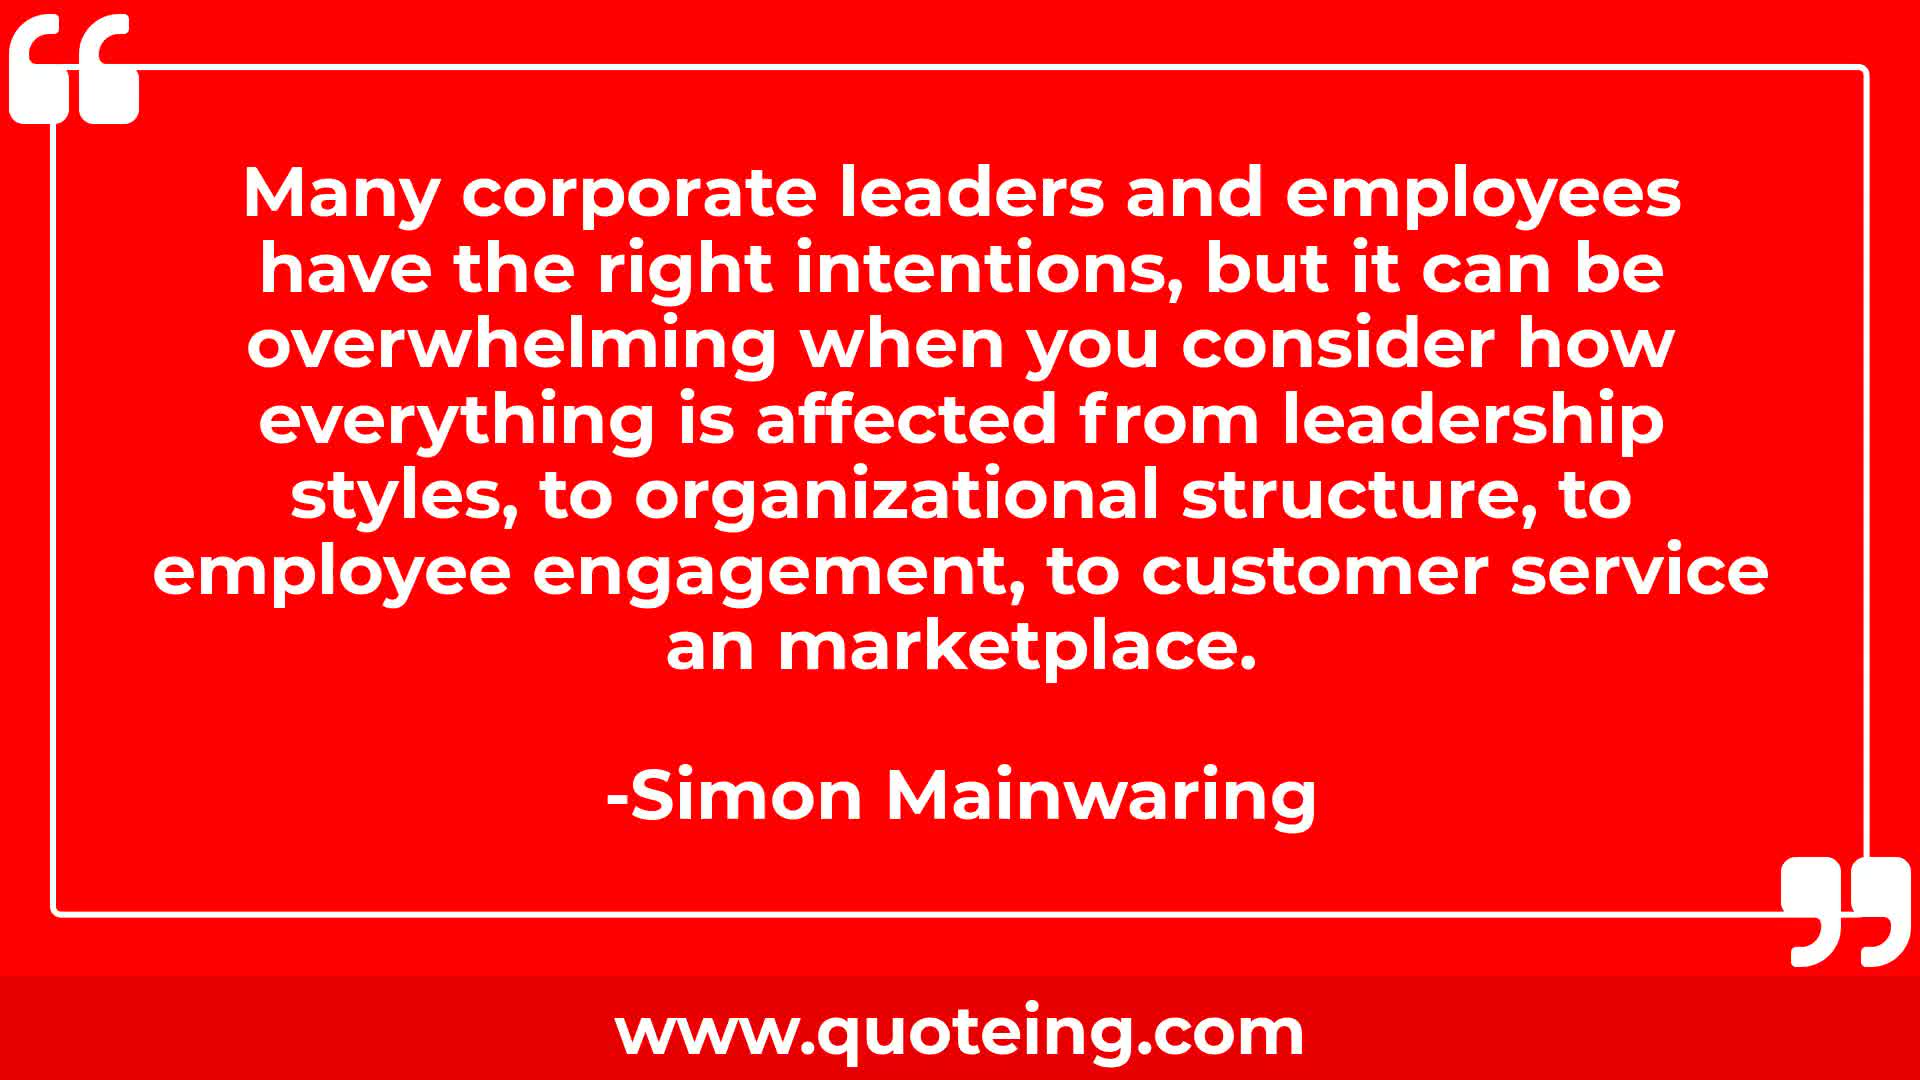 Many corporate leaders and employees
have the right intentions, but it can be
overwhelming when you consider how
everything is affected from leadership
styles, to organizational structure, to
employee engagement, to customer service
an marketplace.
-Simon Mainwaring
www.quoteing.com